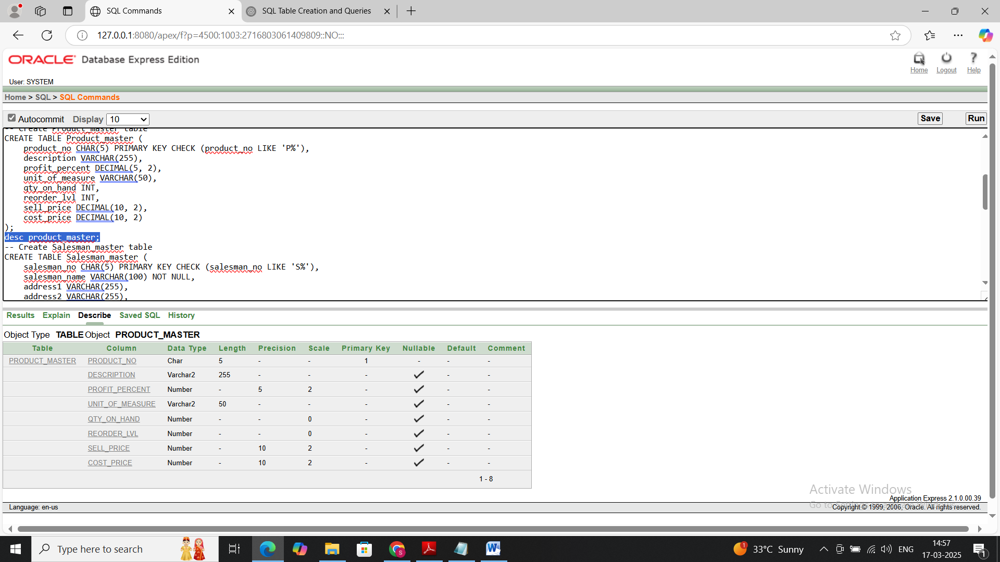 SQL Commands
SQL Table Creation and Queries
127.0.0.1:8080/apex/f?p=4500:1003:2716803061409809::NO:::
ORACLE Database Express Edition
Home Logout Help
User: SYSTEM
Home > SQL > SQL Commands
Autocommit Display 10 Save Run
-- Create Product_master table
CREATE TABLE Product_master (
product_no CHAR(5) PRIMARY KEY CHECK (product_no LIKE 'P%'),
description VARCHAR(255),
profit_percent DECIMAL(5, 2),
unit_of_measure VARCHAR(50),
qty_on_hand INT,
reorder_lvl INT,
sell_price DECIMAL(10, 2),
cost_price DECIMAL(10, 2)
);
desc product_master;
-- Create Salesman_master table
CREATE TABLE Salesman_master (
salesman_no CHAR(5) PRIMARY KEY CHECK (salesman_no LIKE 'S%'),
salesman_name VARCHAR(100) NOT NULL,
address1 VARCHAR(255),
address2 VARCHAR(255),
Results Explain Describe Saved SQL History
Object Type TABLE Object PRODUCT_MASTER
Table Column Data Type Length Precision Scale Primary Key Nullable Default Comment
PRODUCT_MASTER PRODUCT_NO Char 5 - - 1 - - -
DESCRIPTION Varchar2 255 - - - ✓ - -
PROFIT_PERCENT Number - 5 2 - ✓ - -
UNIT_OF_MEASURE Varchar2 50 - - - ✓ - -
QTY_ON_HAND Number - - 0 - ✓ - -
REORDER_LVL Number - - 0 - ✓ - -
SELL_PRICE Number - 10 2 - ✓ - -
COST_PRICE Number - 10 2 - ✓ - -
1 - 8
Activate Windows
Application Express 2.1.0.00.39
Language: en-us
Copyright © 1999, 2006, Oracle. All rights reserved.
Type here to search
1 33°C Sunny ENG
14:57
17-03-2025
1